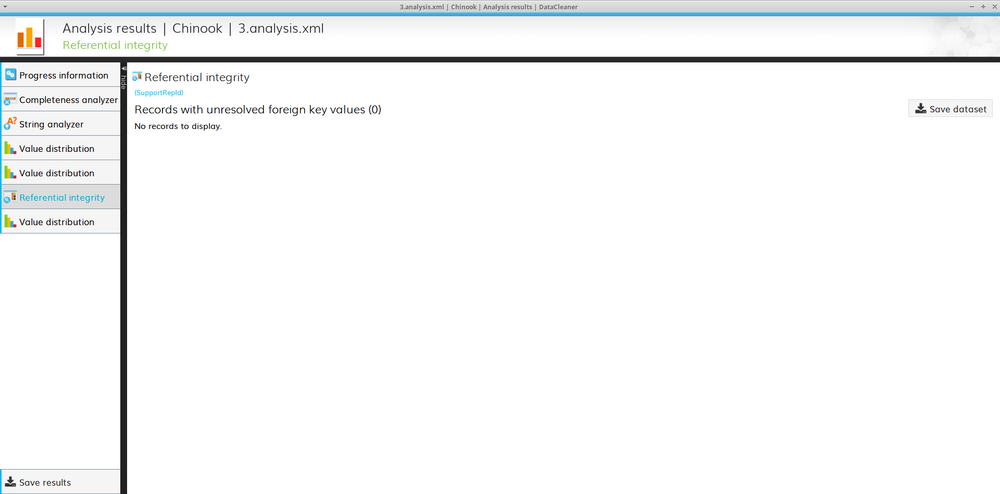 3.analysis.xml | Chinook | Analysis results | DataCleaner
Analysis results | Chinook | 3.analysis.xml
Referential integrity
Progress information
Completeness analyzer
String analyzer
Value distribution
Value distribution
Referential integrity
Value distribution
Save results
hide
Referential integrity
(SupportRepId)
Records with unresolved foreign key values (0)
Save dataset
No records to display.